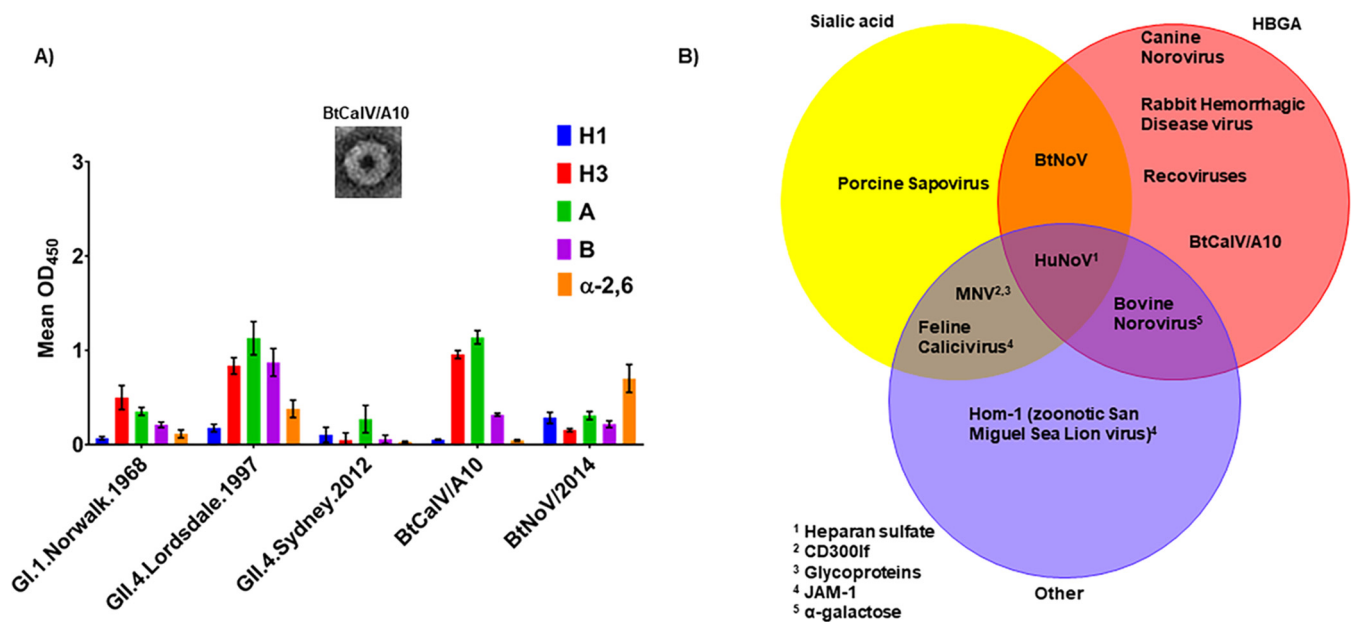 A)
BtCalV/A10
H1
H3
A
B
α-2,6
Mean OD450
3
2
1
0
GI.1.Norwalk.1968
GII.4.Lordsdale.1997
GII.4.Sydney.2012
BtCalV/A10
BtNoV/2014
B)
Sialic acid
HBGA
Canine
Norovirus
Rabbit Hemorrhagic
Disease virus
BtNoV
Recoviruses
Porcine Sapovirus
BtCalV/A10
HuNoV1
MNV2,3
Feline
Calicivirus4
Bovine
Norovirus5
Hom-1 (zoonotic San
Miguel Sea Lion virus)4
Other
1 Heparan sulfate
2 CD300lf
3 Glycoproteins
4 JAM-1
5 α-galactose